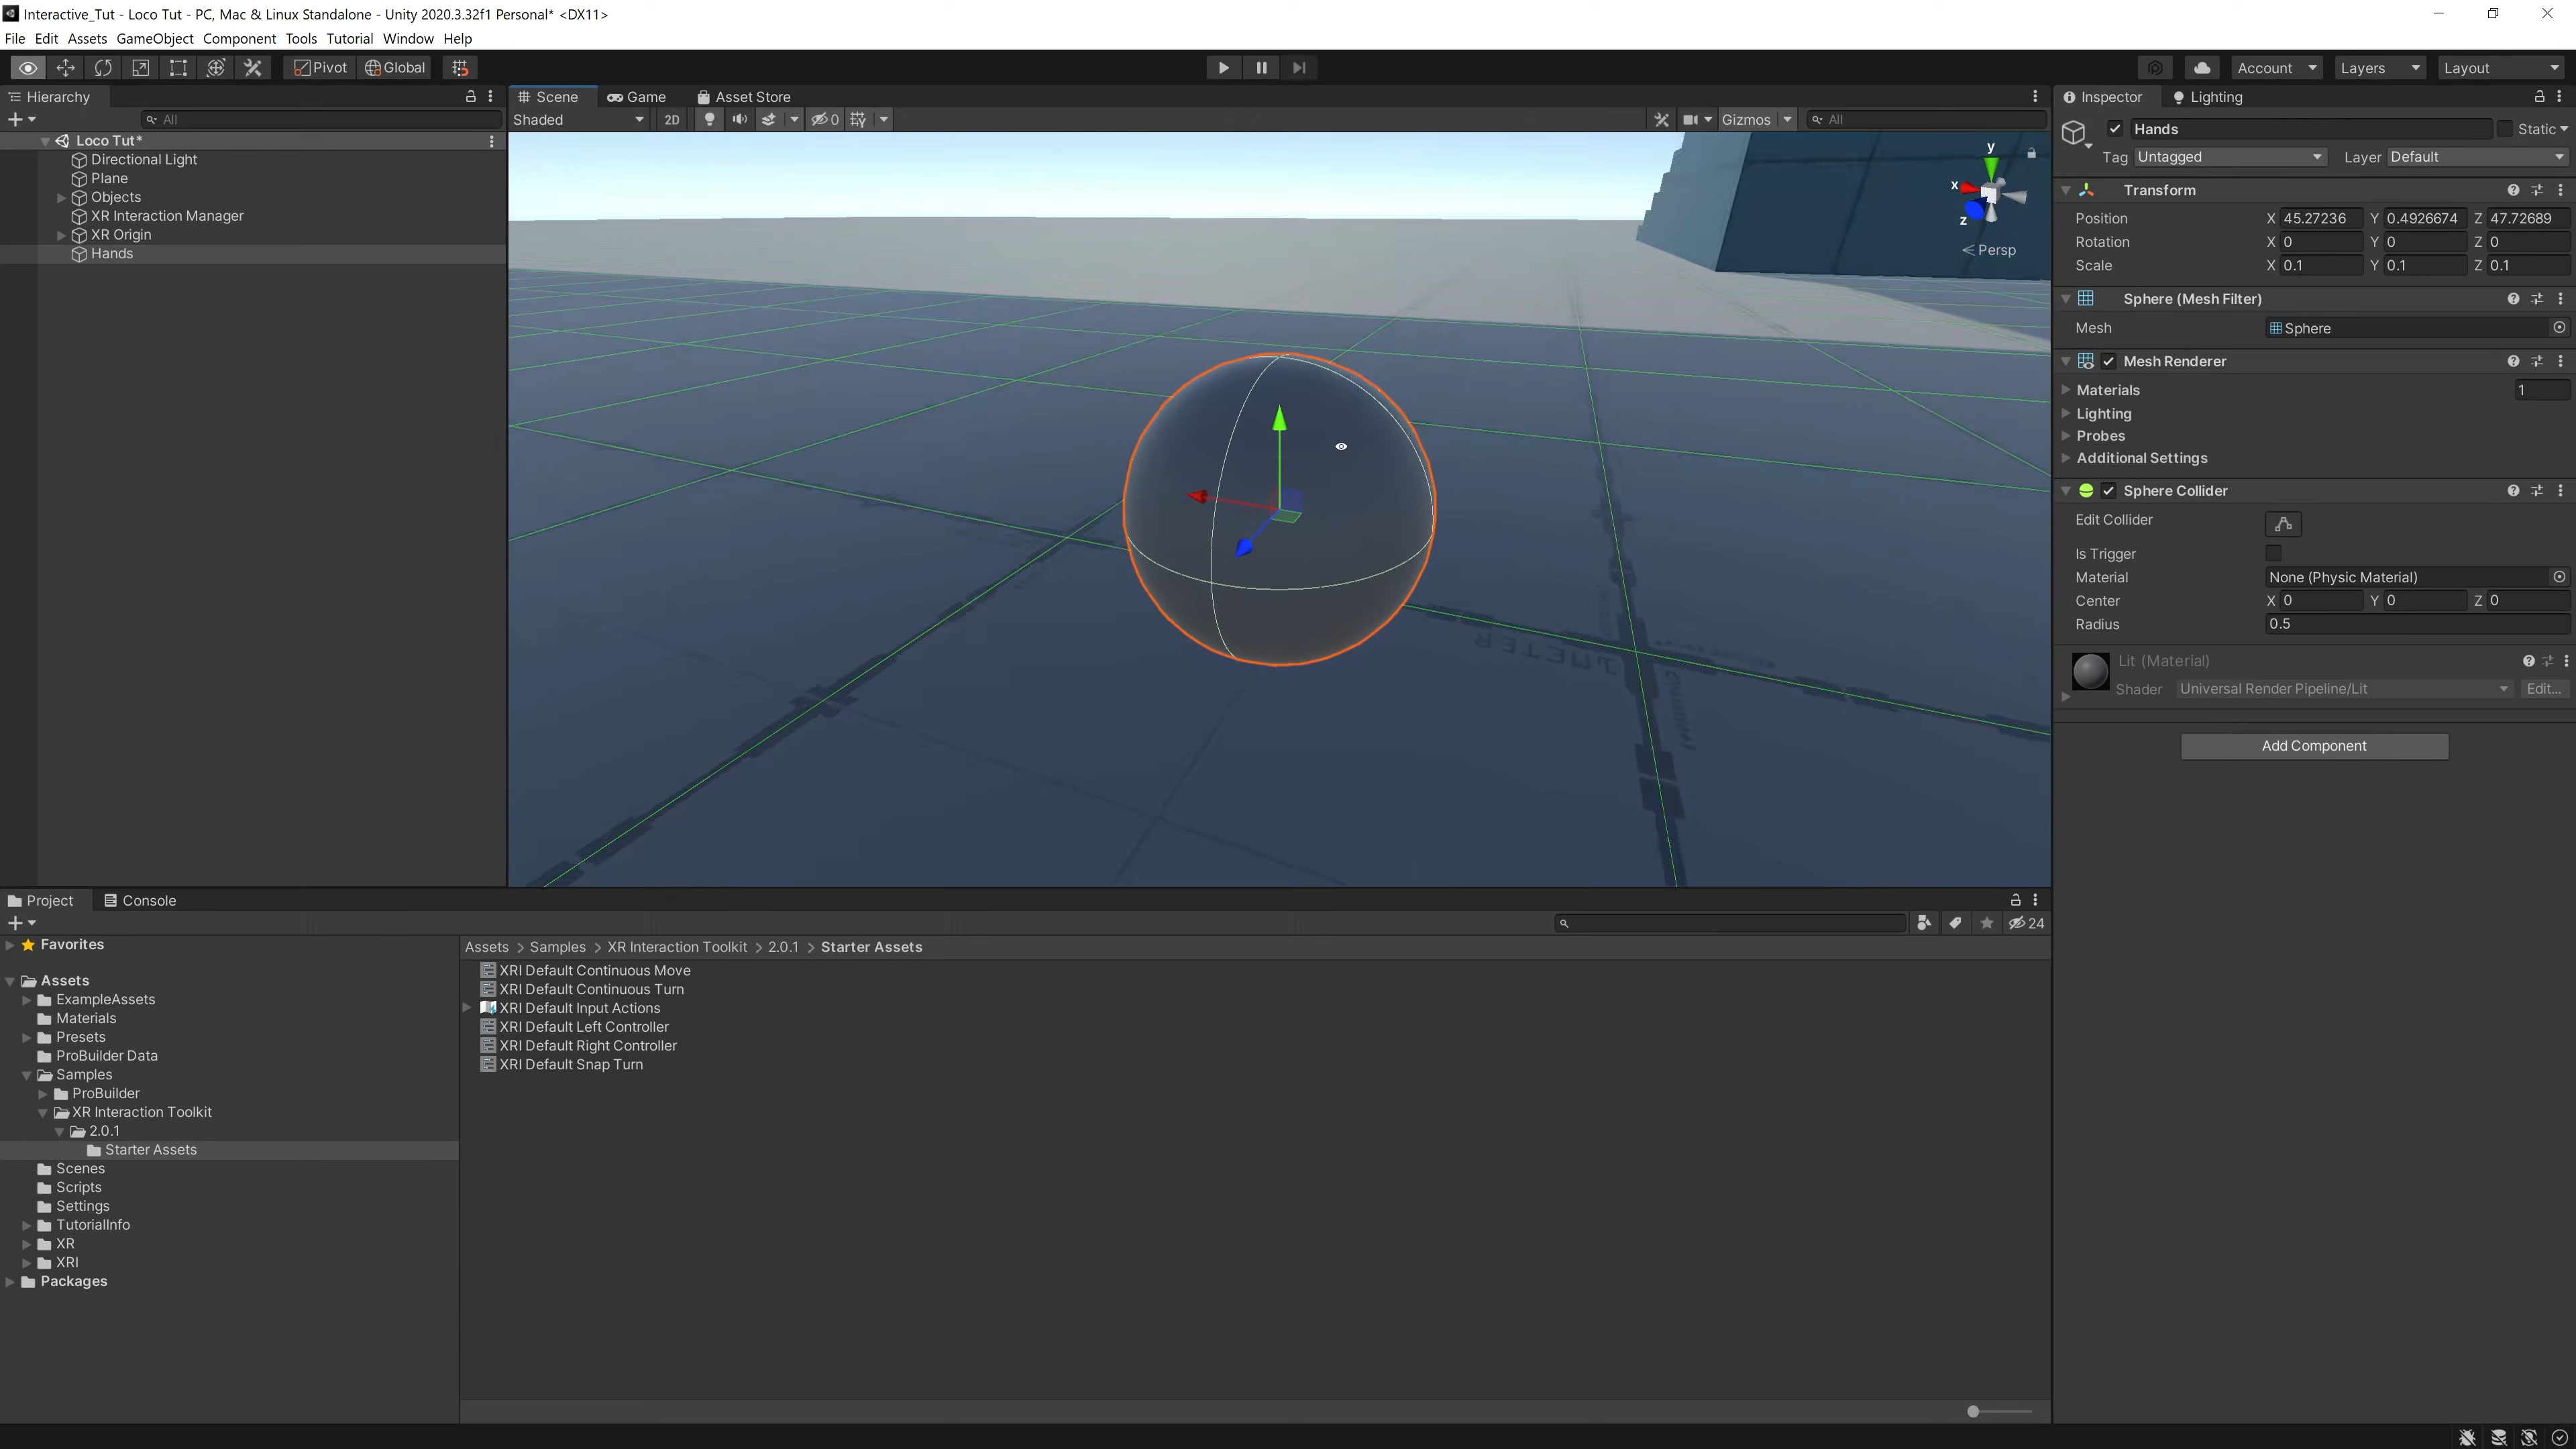 Interactive_Tut - Loco Tut - PC, Mac & Linux Standalone - Unity 2020.3.32f1 Personal* <DX11>
File Edit Assets GameObject Component Tools Tutorial Window Help
Pivot Global Account Layers Layout
Hierarchy
All
Loco Tut*
Directional Light
Plane
Objects
XR Interaction Manager
XR Origin
Hands
Scene Game Asset Store
Shaded 2D 0 Gizmos All
y
x
z
Persp
1 METER
Inspector Lighting
Hands Static
Tag Untagged Layer Default
Transform
Position X 45.27236 Y 0.4926674 Z 47.72689
Rotation X 0 Y 0 Z 0
Scale X 0.1 Y 0.1 Z 0.1
Sphere (Mesh Filter)
Mesh Sphere
Mesh Renderer
Materials 1
Lighting
Probes
Additional Settings
Sphere Collider
Edit Collider
Is Trigger
Material None (Physic Material)
Center X 0 Y 0 Z 0
Radius 0.5
Lit (Material)
Shader Universal Render Pipeline/Lit Edit...
Add Component
Project Console
24
Favorites
Assets
ExampleAssets
Materials
Presets
ProBuilder Data
Samples
ProBuilder
XR Interaction Toolkit
2.0.1
Starter Assets
Scenes
Scripts
Settings
TutorialInfo
XR
XRI
Packages
Assets > Samples > XR Interaction Toolkit > 2.0.1 > Starter Assets
XRI Default Continuous Move
XRI Default Continuous Turn
XRI Default Input Actions
XRI Default Left Controller
XRI Default Right Controller
XRI Default Snap Turn